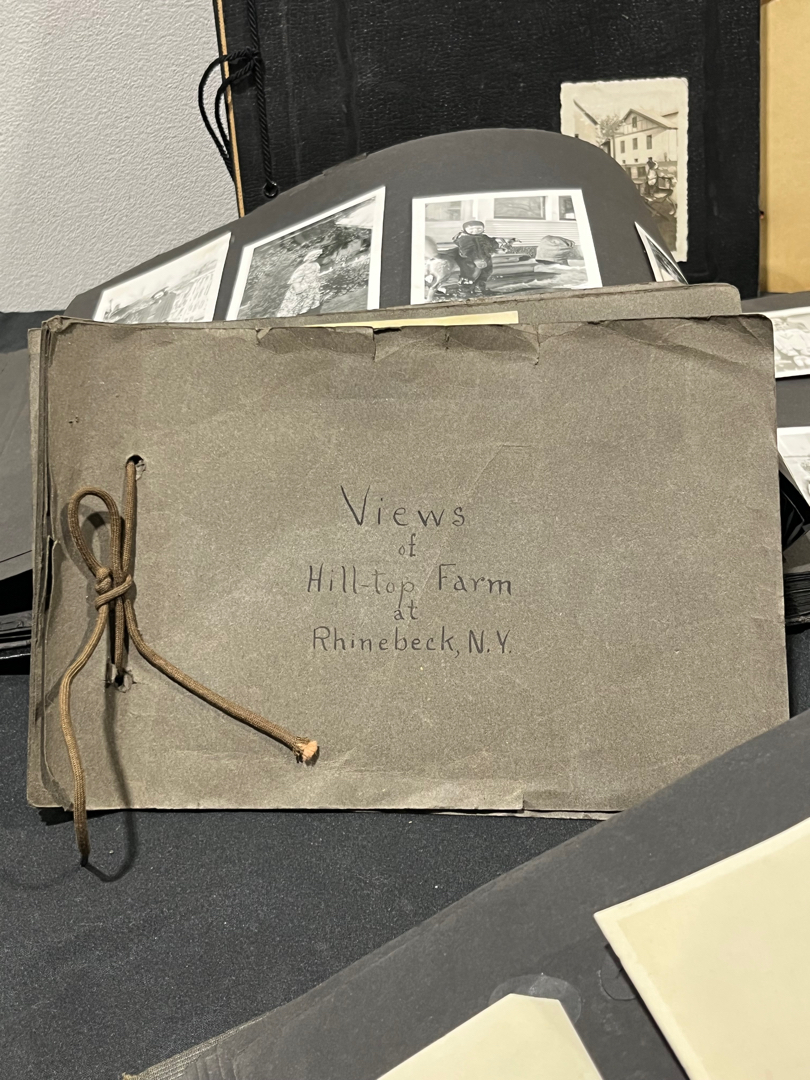 Views
of
Hill-top Farm
at
Rhinebeck, N.Y.